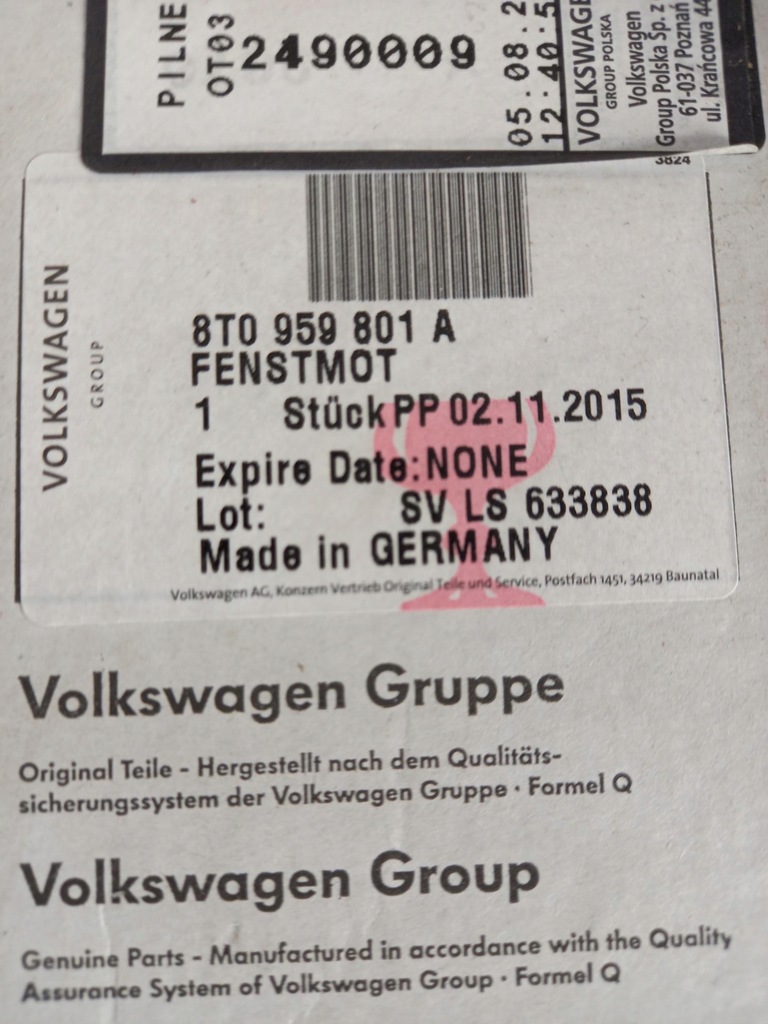 PILNE
OT03
2490009
05.08.2
12:40:5
VOLKSWAGE
GROUP POLSKA
Volkswagen
Group Polska Sp. z
61-037 Poznań
ul. Krańcowa 44
3824
VOLKSWAGEN
GROUP
8T0 959 801 A
FENSTMOT
1 Stück PP 02.11.2015
Expire Date:NONE
Lot: SV LS 633838
Made in GERMANY
Volkswagen AG, Konzern Vertrieb Original Teile und Service, Postfach 1451, 34219 Baunatal
Volkswagen Gruppe
Original Teile - Hergestellt nach dem Qualitäts-
sicherungssystem der Volkswagen Gruppe · Formel Q
Volkswagen Group
Genuine Parts - Manufactured in accordance with the Quality
Assurance System of Volkswagen Group · Formel Q